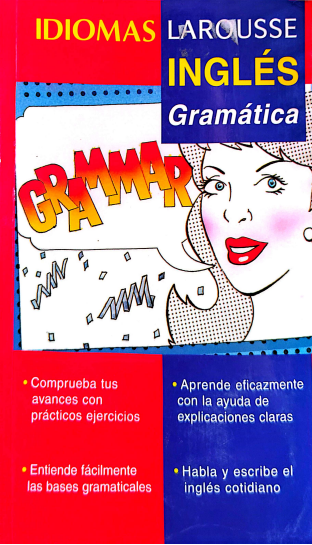 IDIOMAS LAROUSSE
INGLÉS
Gramática
GRAMMAR
• Comprueba tus
avances con
prácticos ejercicios
• Aprende eficazmente
con la ayuda de
explicaciones claras
• Entiende fácilmente
las bases gramaticales
• Habla y escribe el
inglés cotidiano